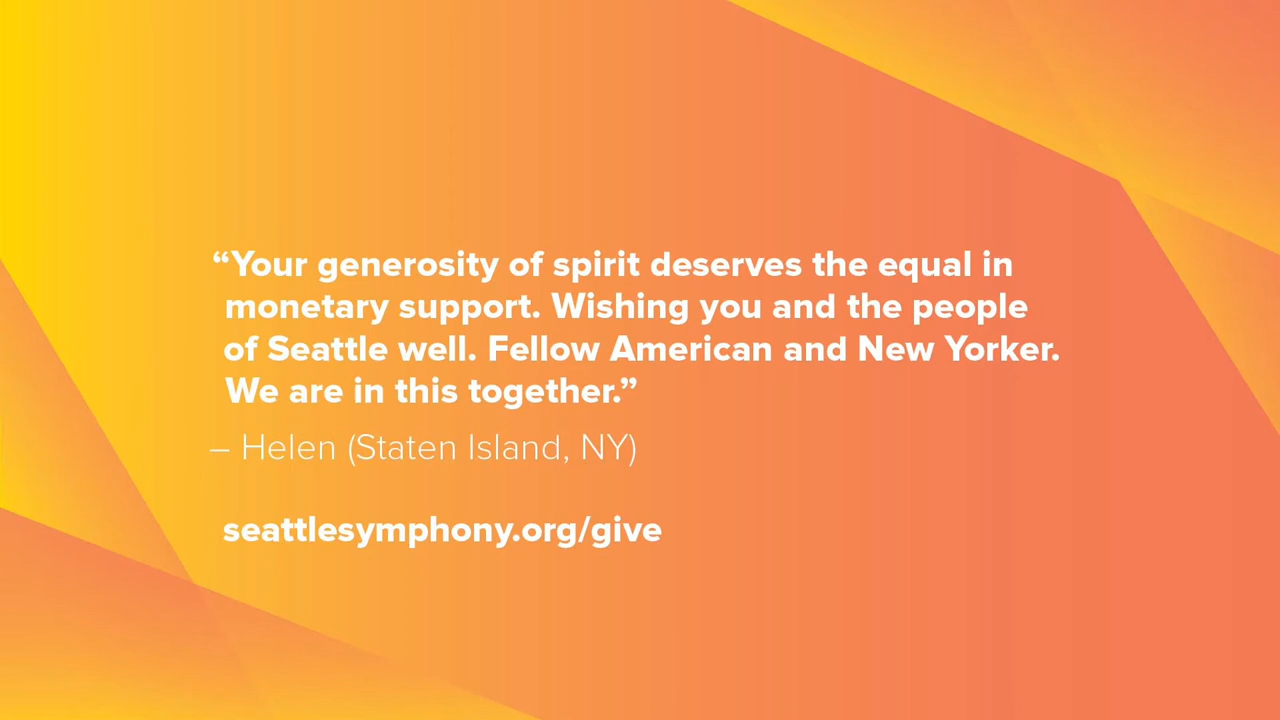 “Your generosity of spirit deserves the equal in
monetary support. Wishing you and the people
of Seattle well. Fellow American and New Yorker.
We are in this together.”
– Helen (Staten Island, NY)
seattlesymphony.org/give